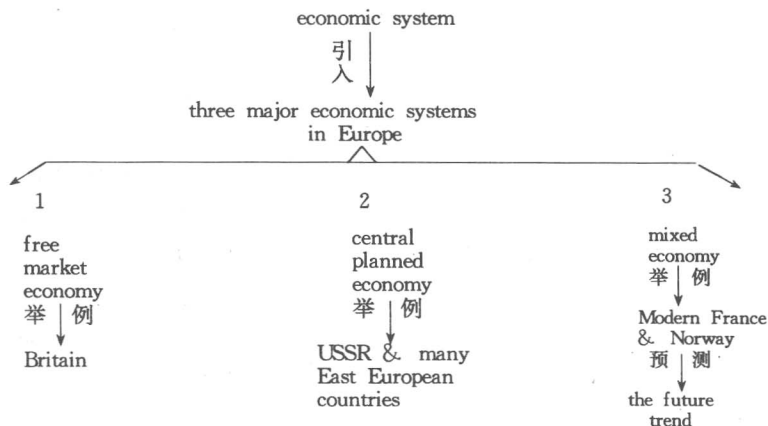 economic system
引
入
three major economic systems
in Europe
1
free
market
economy
举 例
Britain
2
central
planned
economy
举 例
USSR & many
East European
countries
3
mixed
economy
举 例
Modern France
& Norway
预 测
the future
trend